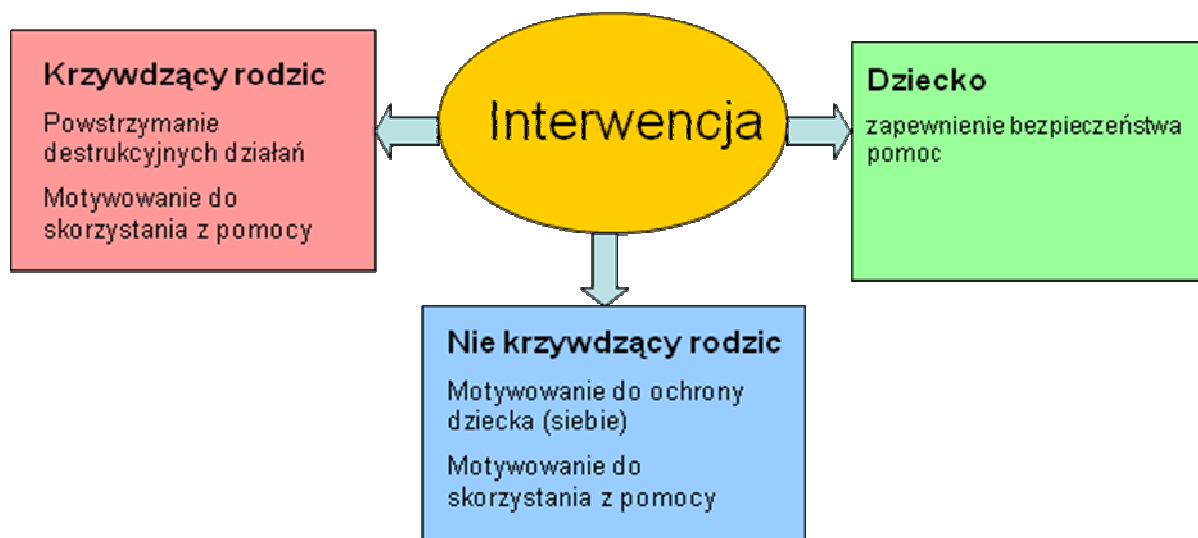 Interwencja
Krzywdzący rodzic
Powstrzymanie
destrukcyjnych działań
Motywowanie do
skorzystania z pomocy
Dziecko
zapewnienie bezpieczeństwa
pomoc
Nie krzywdzący rodzic
Motywowanie do ochrony
dziecka (siebie)
Motywowanie do
skorzystania z pomocy